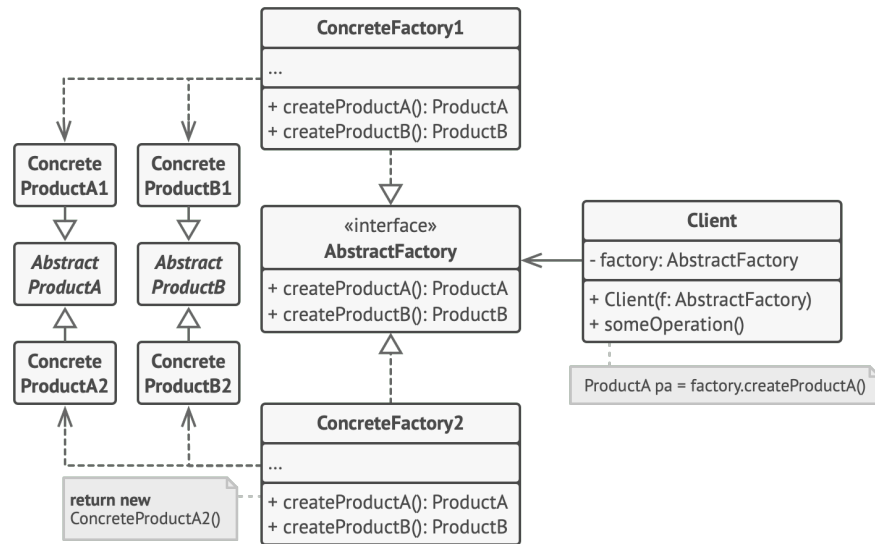 ConcreteFactory1
...
+ createProductA(): ProductA
+ createProductB(): ProductB
Concrete
ProductA1
Concrete
ProductB1
Abstract
ProductA
Abstract
ProductB
Concrete
ProductA2
Concrete
ProductB2
«interface»
AbstractFactory
+ createProductA(): ProductA
+ createProductB(): ProductB
Client
- factory: AbstractFactory
+ Client(f: AbstractFactory)
+ someOperation()
ProductA pa = factory.createProductA()
ConcreteFactory2
...
+ createProductA(): ProductA
+ createProductB(): ProductB
return new
ConcreteProductA2()